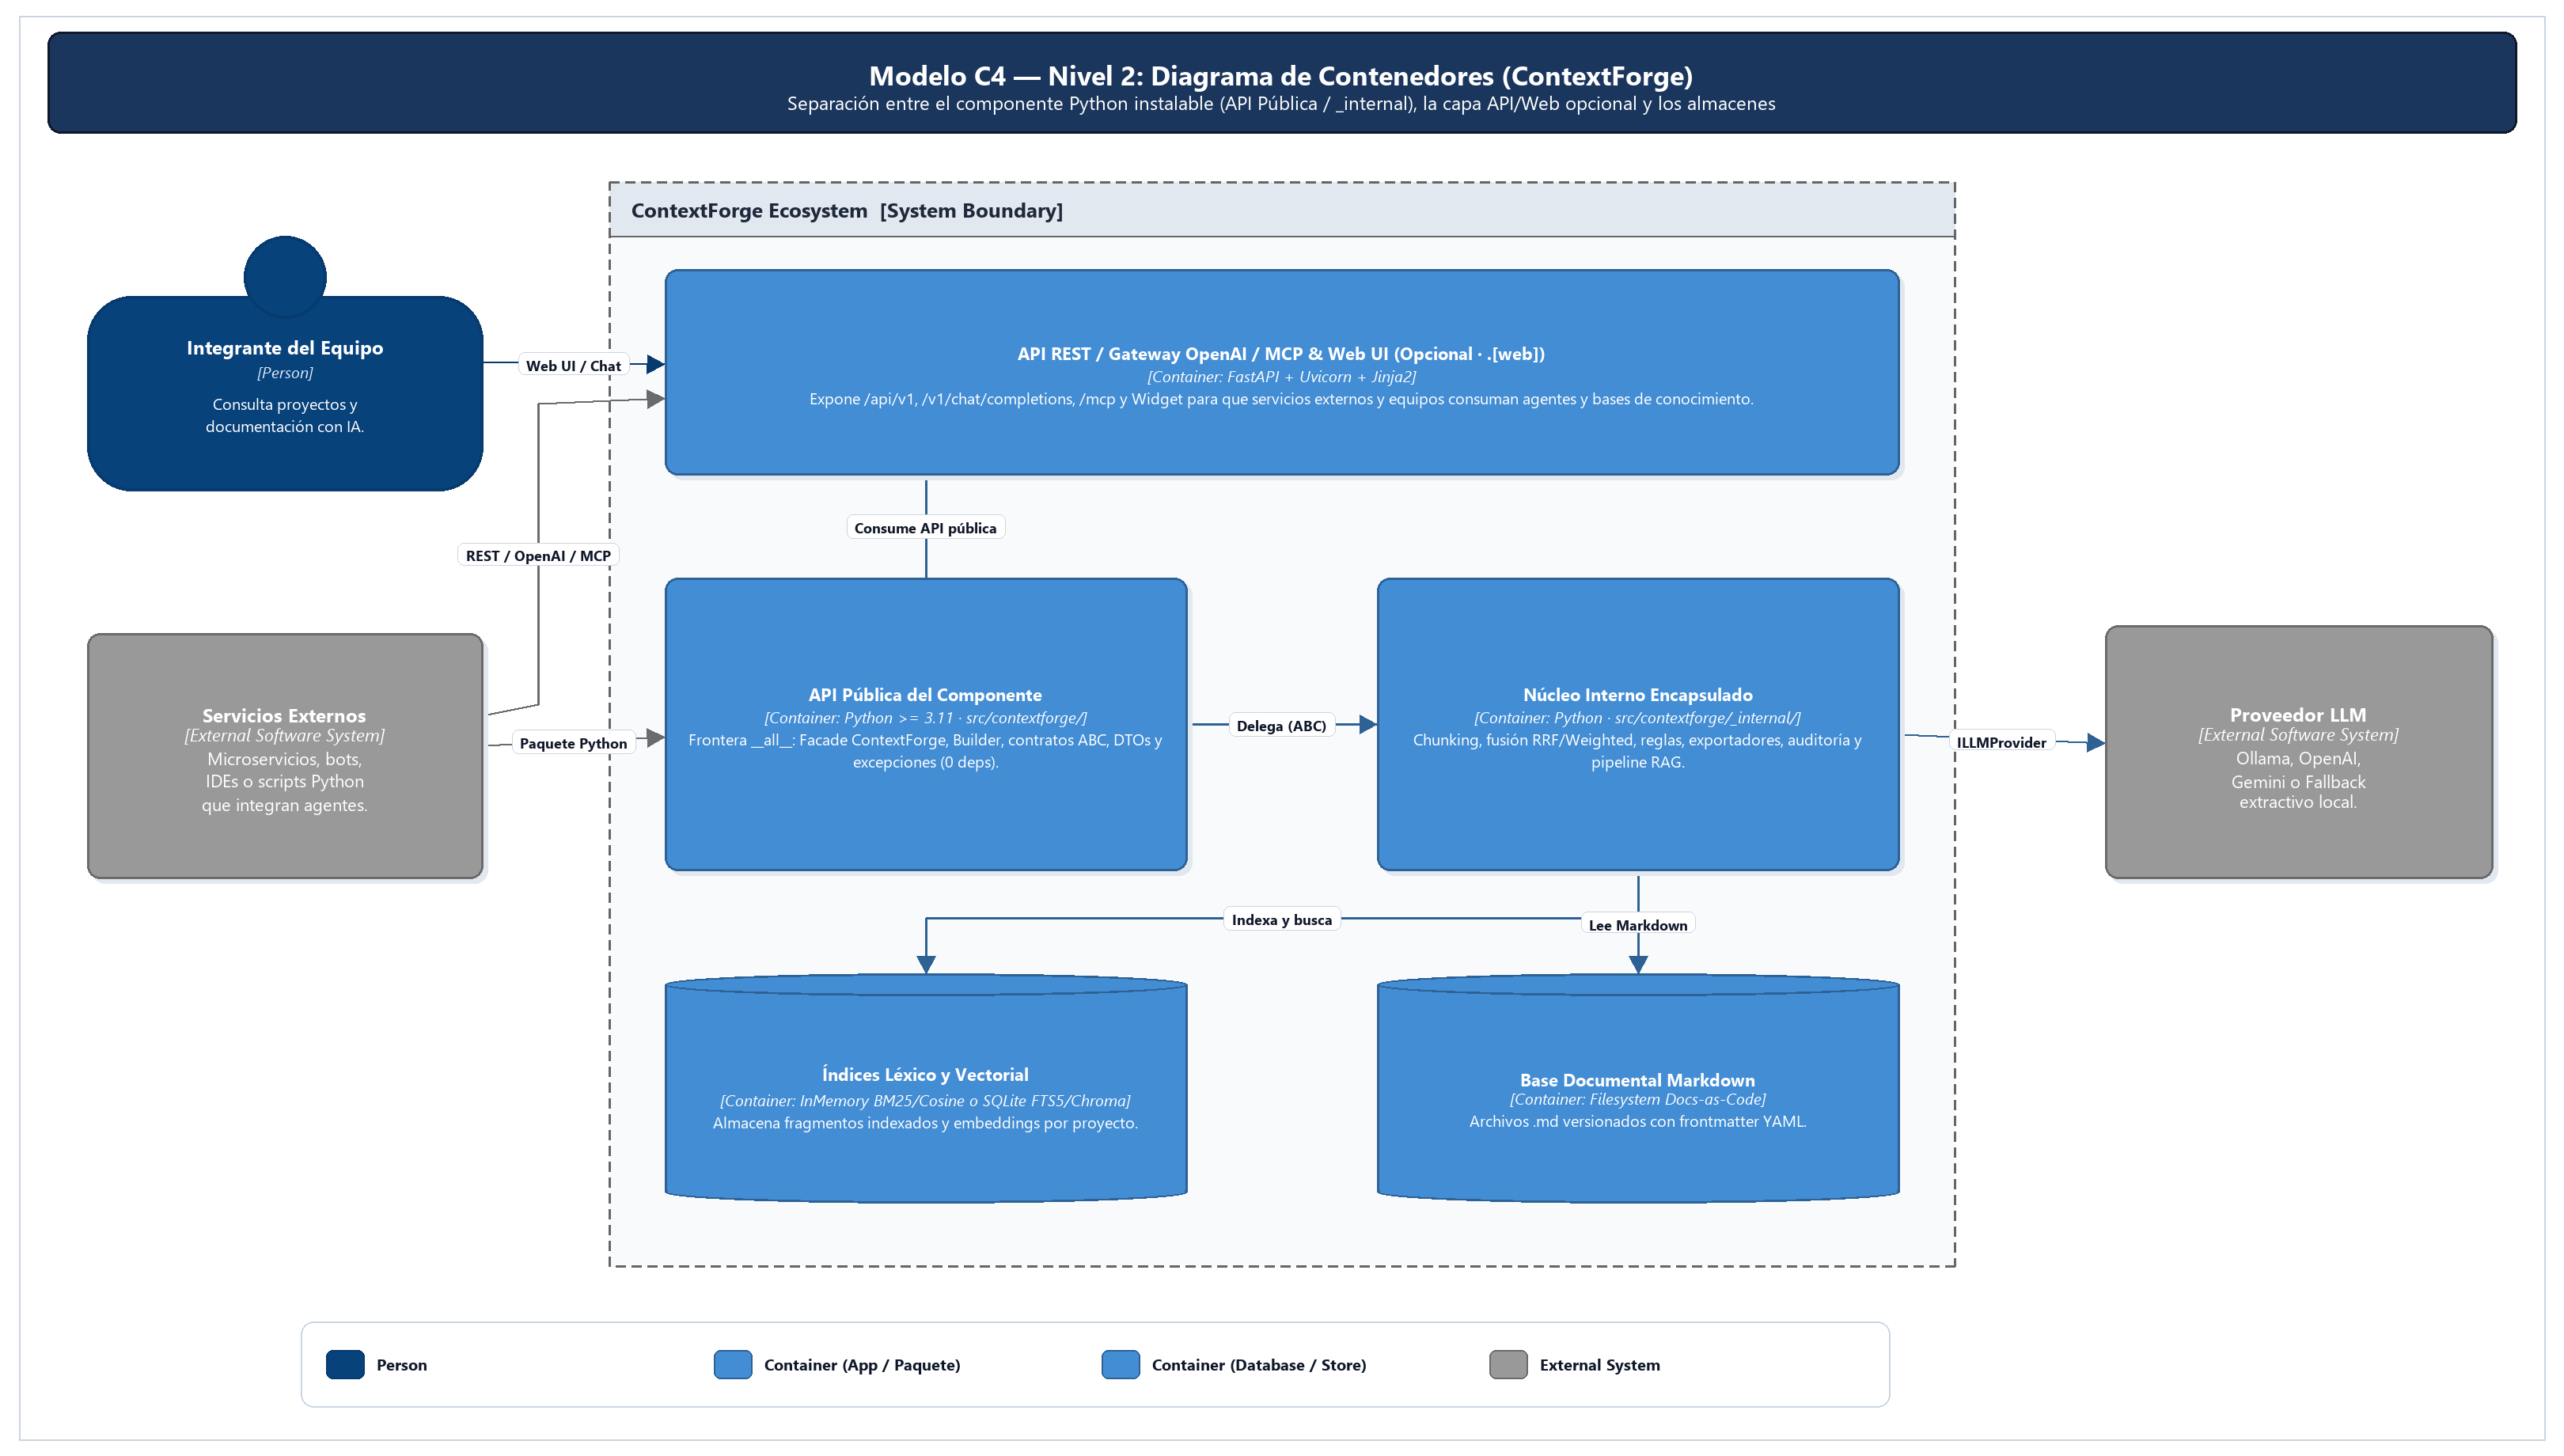 Modelo C4 — Nivel 2: Diagrama de Contenedores (ContextForge)
Separación entre el componente Python instalable (API Pública / _internal), la capa API/Web opcional y los almacenes
ContextForge Ecosystem [System Boundary]
Integrante del Equipo
[Person]
Consulta proyectos y
documentación con IA.
Web UI / Chat
API REST / Gateway OpenAI / MCP & Web UI (Opcional · .[web])
[Container: FastAPI + Uvicorn + Jinja2]
Expone /api/v1, /v1/chat/completions, /mcp y Widget para que servicios externos y equipos consuman agentes y bases de conocimiento.
Consume API pública
REST / OpenAI / MCP
Servicios Externos
[External Software System]
Microservicios, bots,
IDEs o scripts Python
que integran agentes.
Paquete Python
API Pública del Componente
[Container: Python >= 3.11 · src/contextforge/]
Frontera __all__: Facade ContextForge, Builder, contratos ABC, DTOs y
excepciones (0 deps).
Delega (ABC)
Núcleo Interno Encapsulado
[Container: Python · src/contextforge/_internal/]
Chunking, fusión RRF/Weighted, reglas, exportadores, auditoría y
pipeline RAG.
ILLMProvider
Proveedor LLM
[External Software System]
Ollama, OpenAI,
Gemini o Fallback
extractivo local.
Indexa y busca
Lee Markdown
Índices Léxico y Vectorial
[Container: InMemory BM25/Cosine o SQLite FTS5/Chroma]
Almacena fragmentos indexados y embeddings por proyecto.
Base Documental Markdown
[Container: Filesystem Docs-as-Code]
Archivos .md versionados con frontmatter YAML.
Person
Container (App / Paquete)
Container (Database / Store)
External System